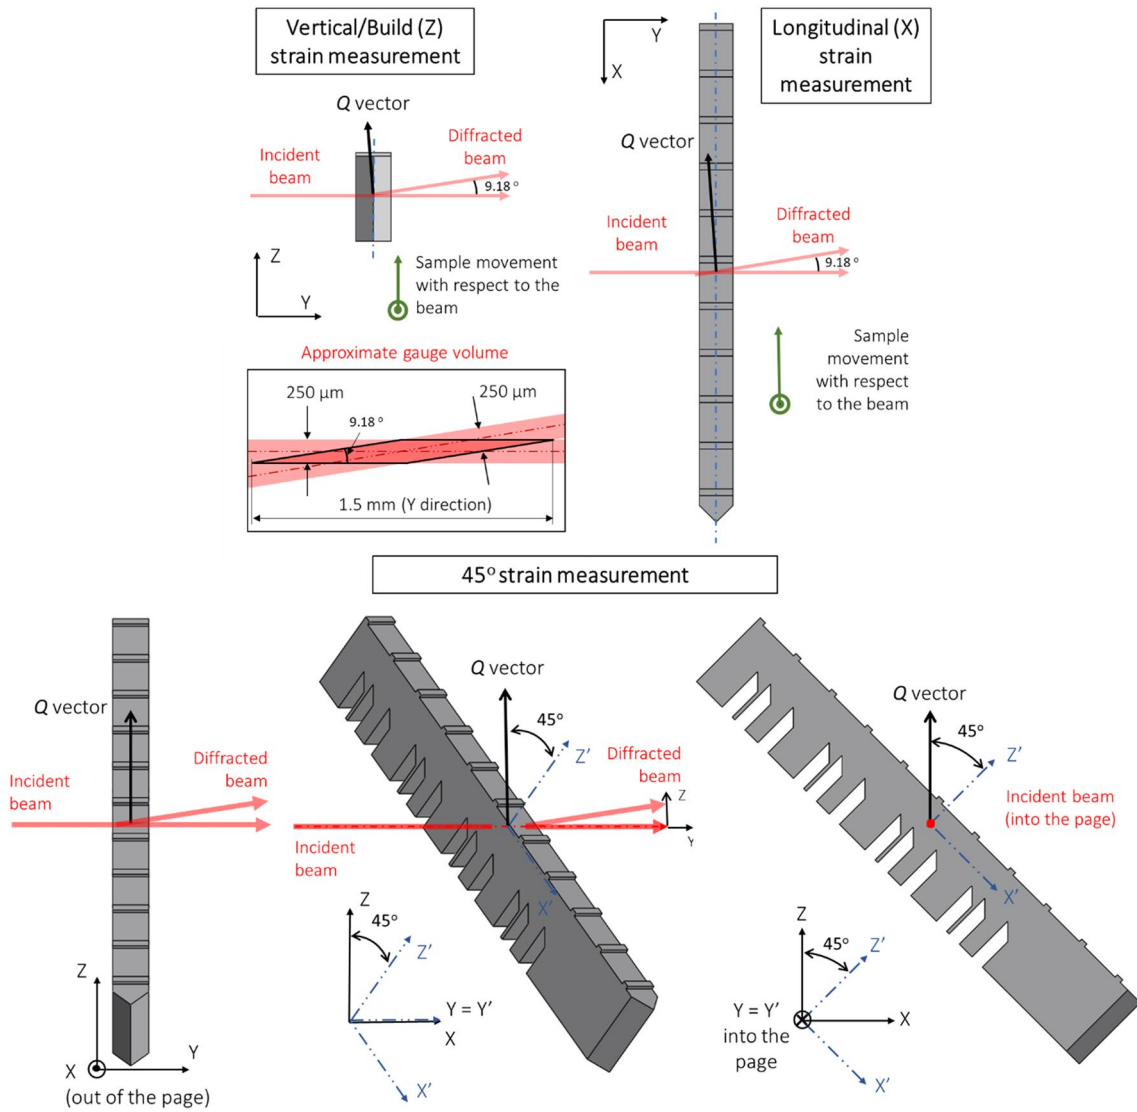 Vertical/Build (Z)
strain measurement
Q vector
Incident
beam
Diffracted
beam
9.18 °
Z
Y
Sample movement
with respect to the
beam
Y
X
Longitudinal (X)
strain
measurement
Q vector
Incident
beam
Diffracted
beam
9.18 °
Sample
movement
with respect
to the beam
Approximate gauge volume
250 µm
250 µm
9.18 °
1.5 mm (Y direction)
45° strain measurement
Q vector
Incident
beam
Diffracted
beam
Z
Y
X
(out of the page)
Q vector
45°
Z'
Diffracted
beam
Z
Y
Incident
beam
X'
Z
45°
Z'
Y = Y'
X
X'
Q vector
45°
Z'
Incident beam
(into the page)
X'
Z
45°
Z'
Y = Y'
into the
page
X
X'